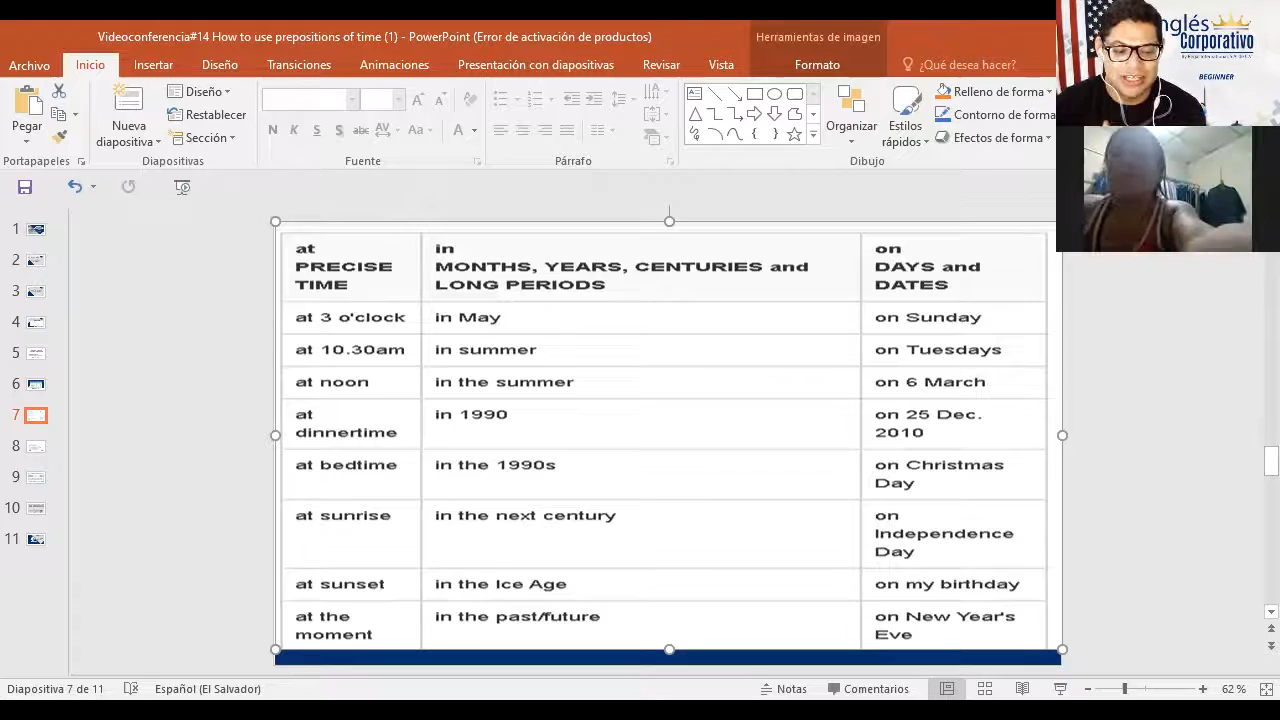 Videoconferencia#14 How to use prepositions of time (1) - PowerPoint (Error de activación de productos)
Herramientas de imagen
Archivo Inicio Insertar Diseño Transiciones Animaciones Presentación con diapositivas Revisar Vista Formato ¿Qué desea hacer?
Pegar
Nueva diapositiva
Diseño
Restablecer
Sección
N K S S abc AV Aa A
Organizar
Estilos rápidos
Relleno de forma
Contorno de forma
Efectos de forma
Portapapeles Diapositivas Fuente Párrafo Dibujo
inglés
Corporativo
BEGINNER
1
2
3
4
5
6
7
8
9
10
11
at PRECISE TIME
in MONTHS, YEARS, CENTURIES and LONG PERIODS
on DAYS and DATES
at 3 o'clock in May on Sunday
at 10.30am in summer on Tuesdays
at noon in the summer on 6 March
at dinnertime in 1990 on 25 Dec. 2010
at bedtime in the 1990s on Christmas Day
at sunrise in the next century on Independence Day
at sunset in the Ice Age on my birthday
at the moment in the past/future on New Year's Eve
Diapositiva 7 de 11 Español (El Salvador) Notas Comentarios 62 %